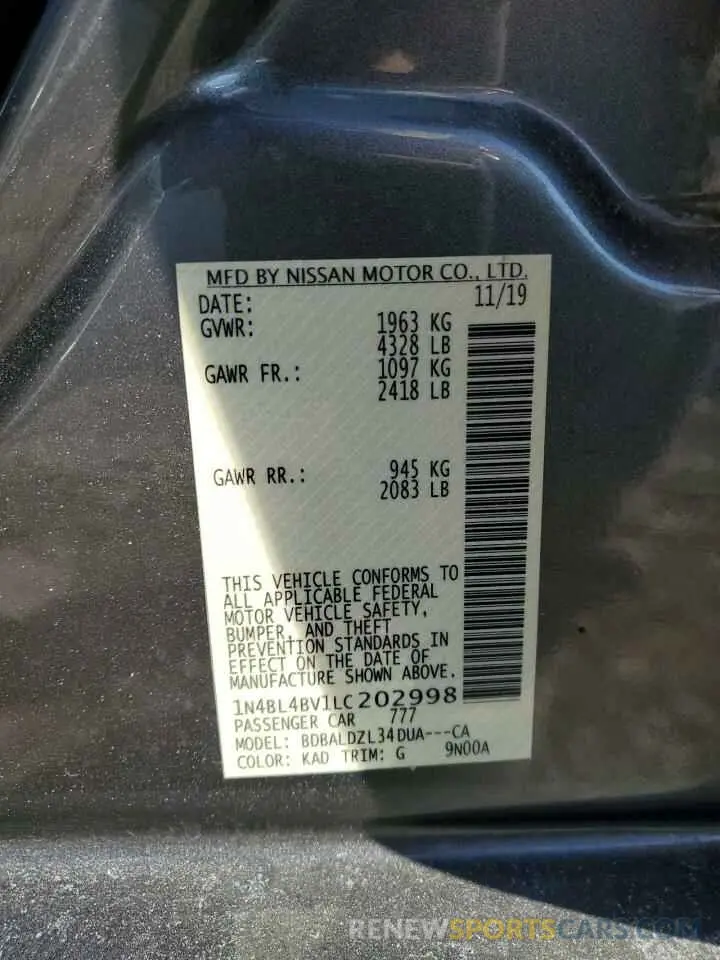 MFD BY NISSAN MOTOR CO., LTD.
DATE: 11/19
GVWR: 1963 KG
4328 LB
GAWR FR.: 1097 KG
2418 LB
GAWR RR.: 945 KG
2083 LB
THIS VEHICLE CONFORMS TO
ALL APPLICABLE FEDERAL
MOTOR VEHICLE SAFETY,
BUMPER, AND THEFT
PREVENTION STANDARDS IN
EFFECT ON THE DATE OF
MANUFACTURE SHOWN ABOVE.
1N4BL4BV1LC202998
PASSENGER CAR 777
MODEL: BDBALDZL34DUA---CA
COLOR: KAD TRIM: G 9N00A
RENEWSPORTSCARS.COM